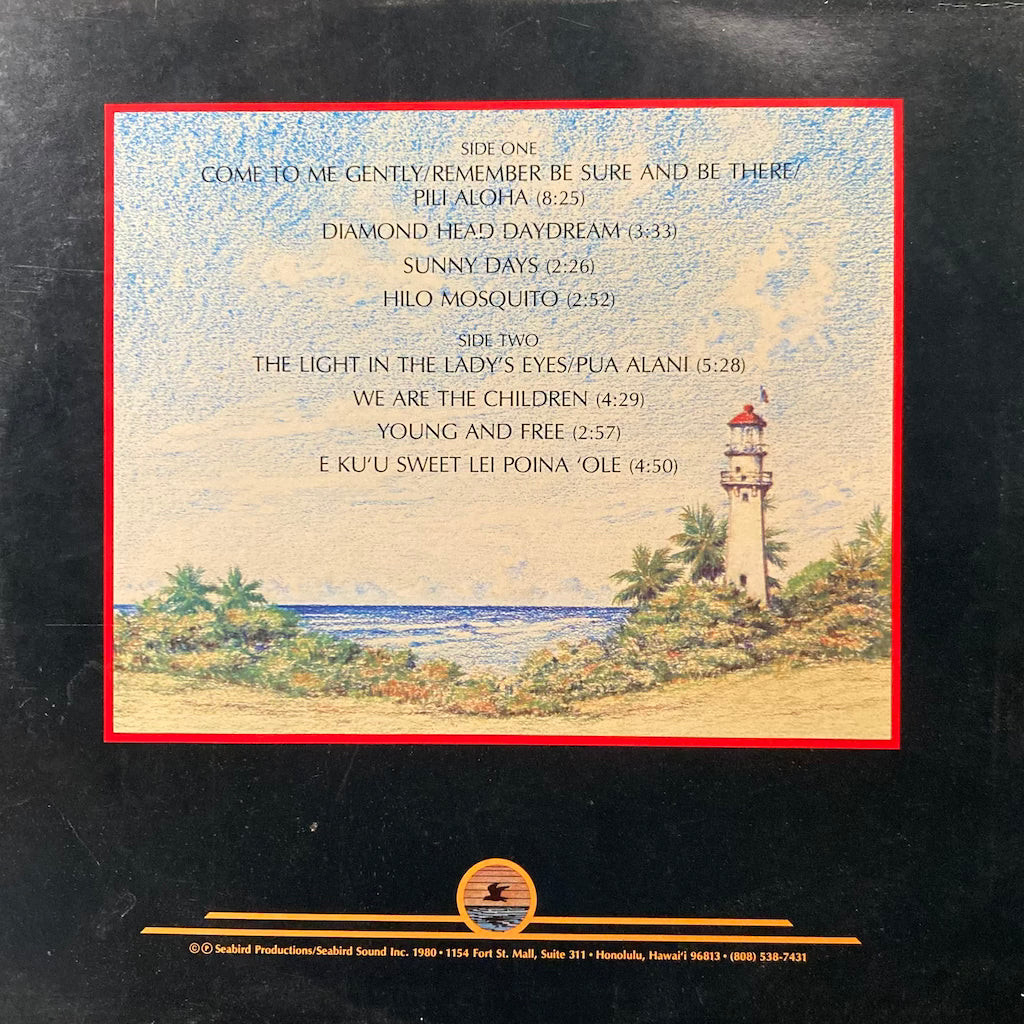 SIDE ONE
COME TO ME GENTLY/REMEMBER BE SURE AND BE THERE/
PILI ALOHA (8:25)
DIAMOND HEAD DAYDREAM (3:33)
SUNNY DAYS (2:26)
HILO MOSQUITO (2:52)
SIDE TWO
THE LIGHT IN THE LADY'S EYES/PUA ALANI (5:28)
WE ARE THE CHILDREN (4:29)
YOUNG AND FREE (2:57)
E KU'U SWEET LEI POINA 'OLE (4:50)
© ℗ Seabird Productions/Seabird Sound Inc. 1980 • 1154 Fort St. Mall, Suite 311 • Honolulu, Hawai'i 96813 • (808) 538-7431